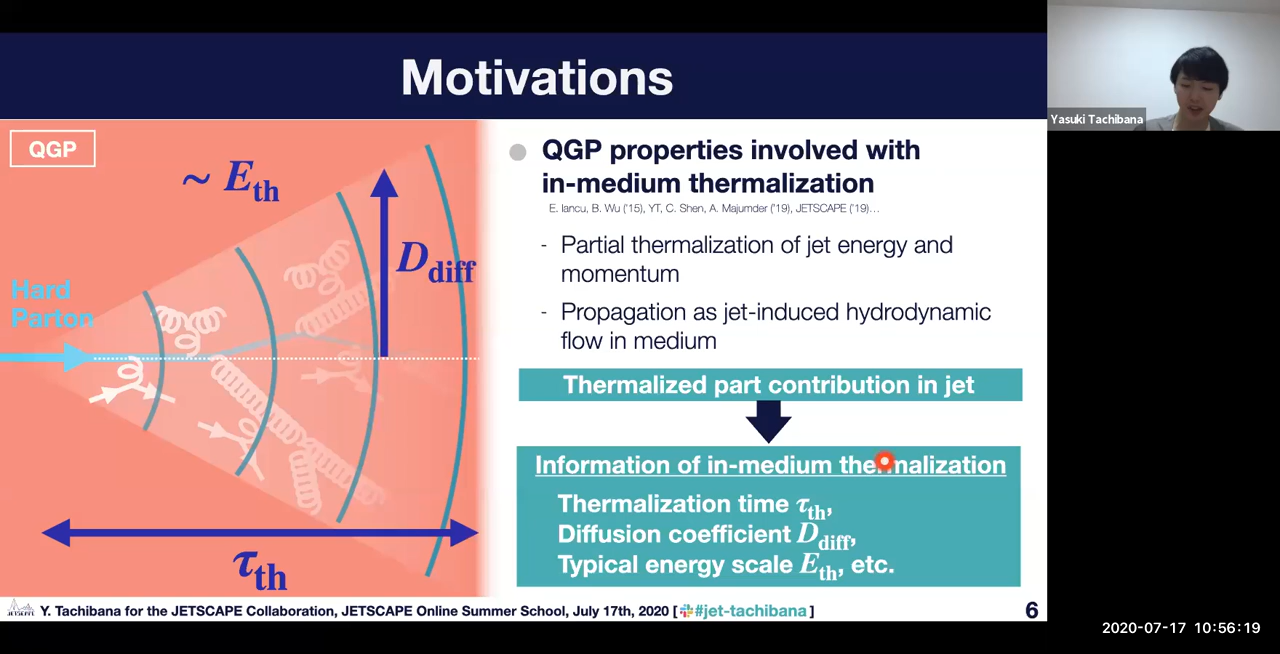 Motivations
QGP
~ Eth
Ddiff
Hard
Parton
τth
QGP properties involved with
in-medium thermalization
E. Iancu, B. Wu ('15), YT, C. Shen, A. Majumder ('19), JETSCAPE ('19)…
- Partial thermalization of jet energy and
momentum
- Propagation as jet-induced hydrodynamic
flow in medium
Thermalized part contribution in jet
Information of in-medium thermalization
Thermalization time τth,
Diffusion coefficient Ddiff,
Typical energy scale Eth, etc.
JETSCAPE
Y. Tachibana for the JETSCAPE Collaboration, JETSCAPE Online Summer School, July 17th, 2020 [ #jet-tachibana ]
6
Yasuki Tachibana
2020-07-17 10:56:19